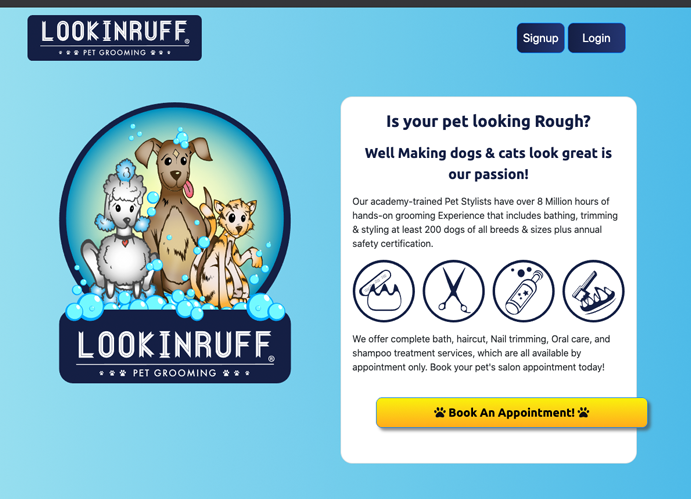 LOOKINRUFF®
PET GROOMING
Signup
Login
LOOKINRUFF®
PET GROOMING
Is your pet looking Rough?
Well Making dogs & cats look great is
our passion!
Our academy-trained Pet Stylists have over 8 Million hours of
hands-on grooming Experience that includes bathing, trimming
& styling at least 200 dogs of all breeds & sizes plus annual
safety certification.
We offer complete bath, haircut, Nail trimming, Oral care, and
shampoo treatment services, which are all available by
appointment only. Book your pet's salon appointment today!
Book An Appointment!